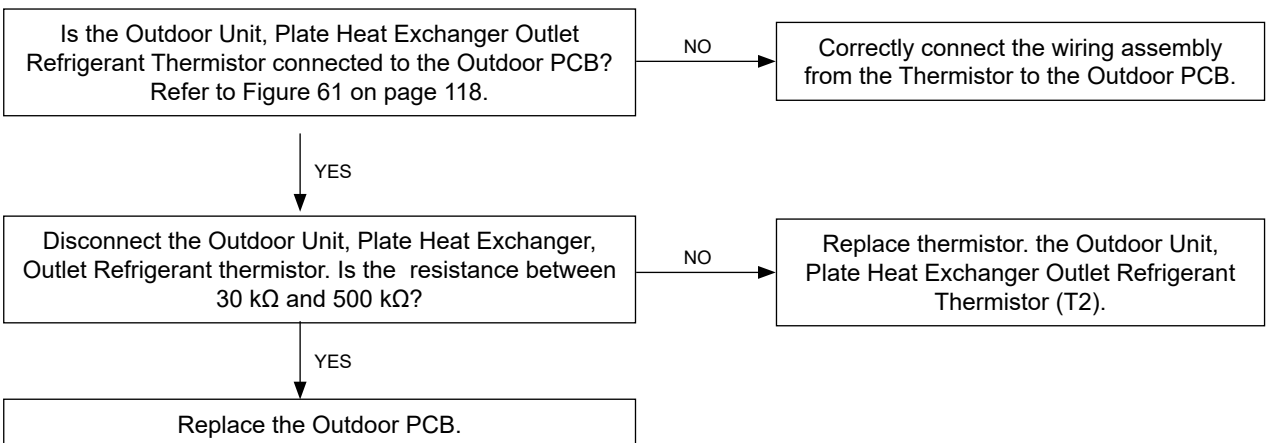 Is the Outdoor Unit, Plate Heat Exchanger Outlet
Refrigerant Thermistor connected to the Outdoor PCB?
Refer to Figure 61 on page 118.
NO
Correctly connect the wiring assembly
from the Thermistor to the Outdoor PCB.
YES
Disconnect the Outdoor Unit, Plate Heat Exchanger,
Outlet Refrigerant thermistor. Is the  resistance between
30 kΩ and 500 kΩ?
NO
Replace thermistor. the Outdoor Unit,
Plate Heat Exchanger Outlet Refrigerant
Thermistor (T2).
YES
Replace the Outdoor PCB.